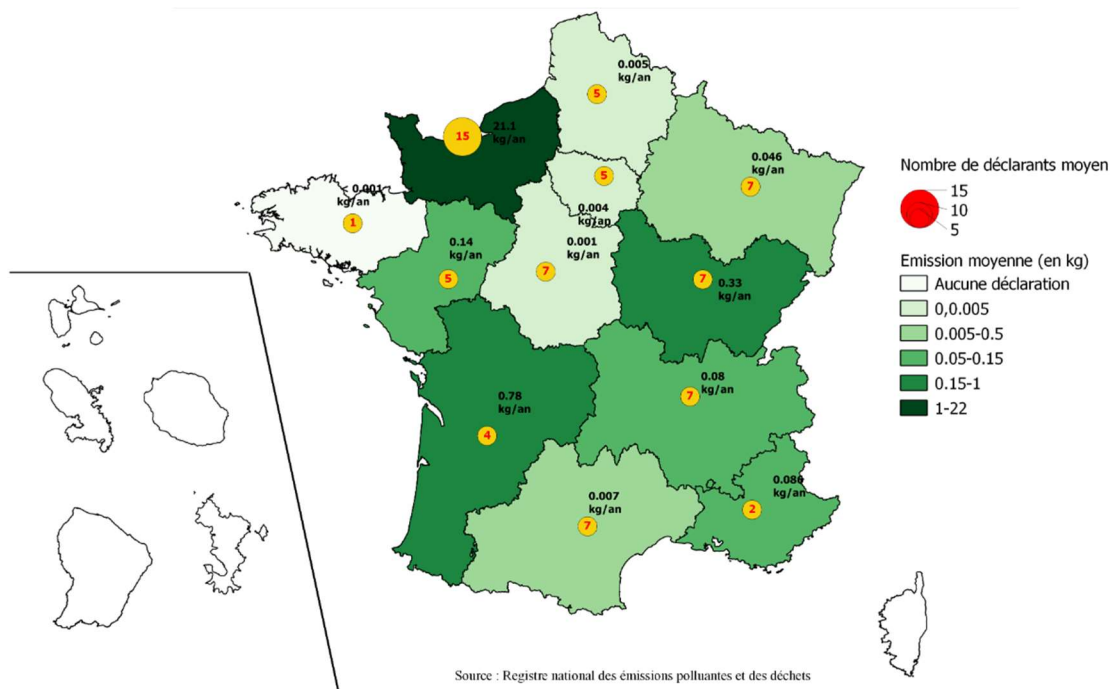 0.005
kg/an
5
15
21.1
kg/an
0.046
kg/an
7
5
0.004
kg/an
< 0.001
kg/an
1
0.14
kg/an
5
0.001
kg/an
7
7
0.33
kg/an
0.08
kg/an
7
0.78
kg/an
4
0.086
kg/an
2
0.007
kg/an
7
Nombre de déclarants moyen
15
10
5
Emission moyenne (en kg)
Aucune déclaration
0,0.005
0.005-0.5
0.05-0.15
0.15-1
1-22
Source : Registre national des émissions polluantes et des déchets